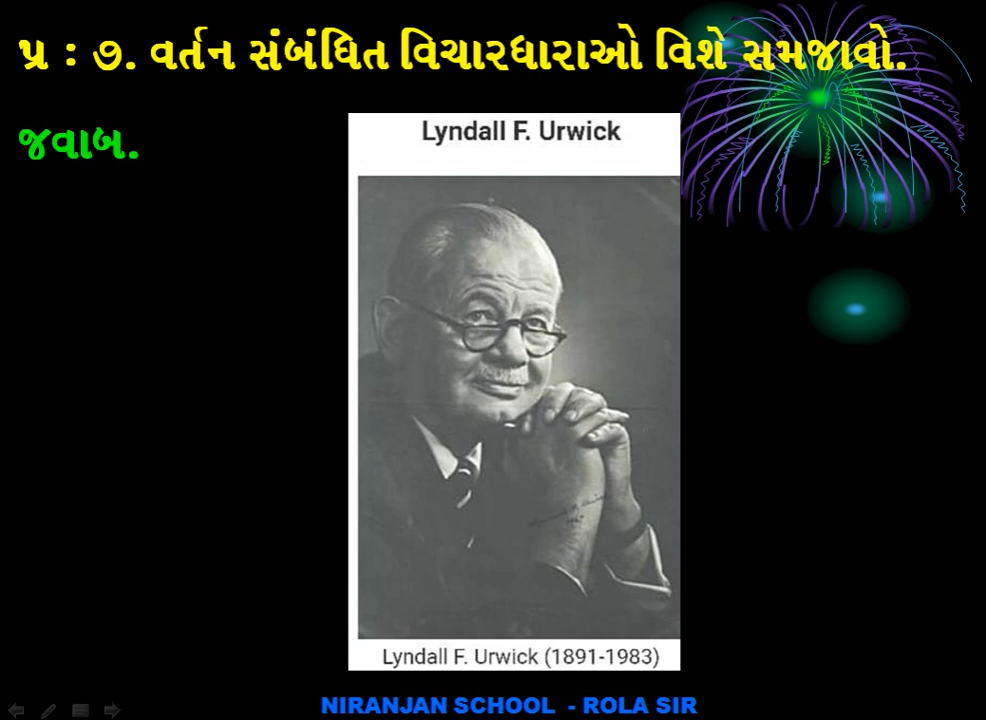 પ્ર : ૭. વર્તન સંબંધિત વિચારધારાઓ વિશે સમજાવો.
જવાબ.
Lyndall F. Urwick
Lyndall F. Urwick (1891-1983)
NIRANJAN SCHOOL - ROLA SIR